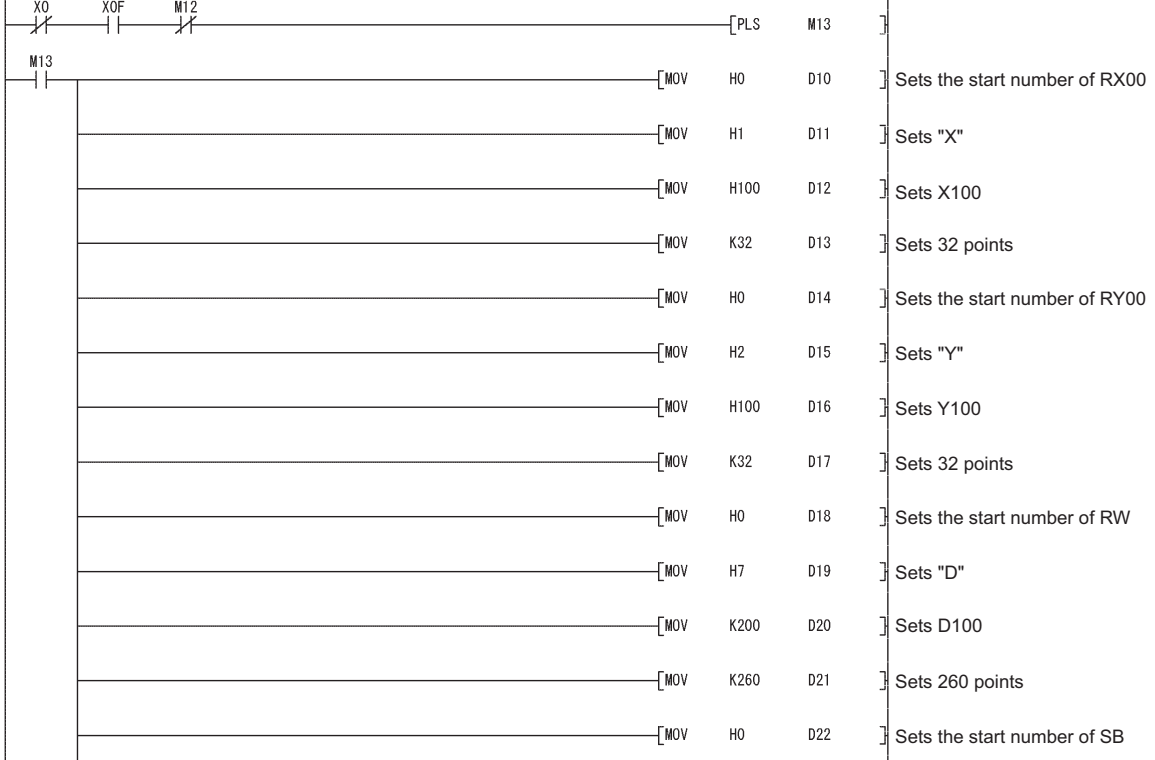 X0 X0F M12
[PLS M13 ]
M13
[MOV H0 D10 ] Sets the start number of RX00
[MOV H1 D11 ] Sets "X"
[MOV H100 D12 ] Sets X100
[MOV K32 D13 ] Sets 32 points
[MOV H0 D14 ] Sets the start number of RY00
[MOV H2 D15 ] Sets "Y"
[MOV H100 D16 ] Sets Y100
[MOV K32 D17 ] Sets 32 points
[MOV H0 D18 ] Sets the start number of RW
[MOV H7 D19 ] Sets "D"
[MOV K200 D20 ] Sets D100
[MOV K260 D21 ] Sets 260 points
[MOV H0 D22 ] Sets the start number of SB